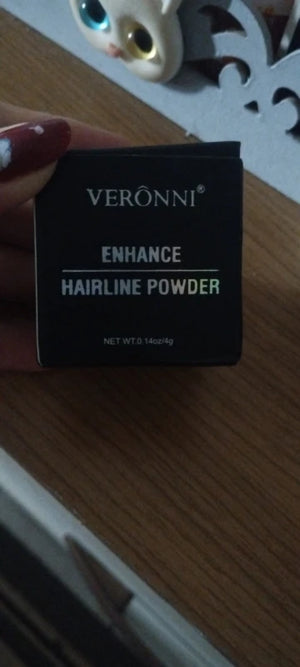 VERÔNNI®
ENHANCE
HAIRLINE POWDER
NET WT.0.14oz/4g